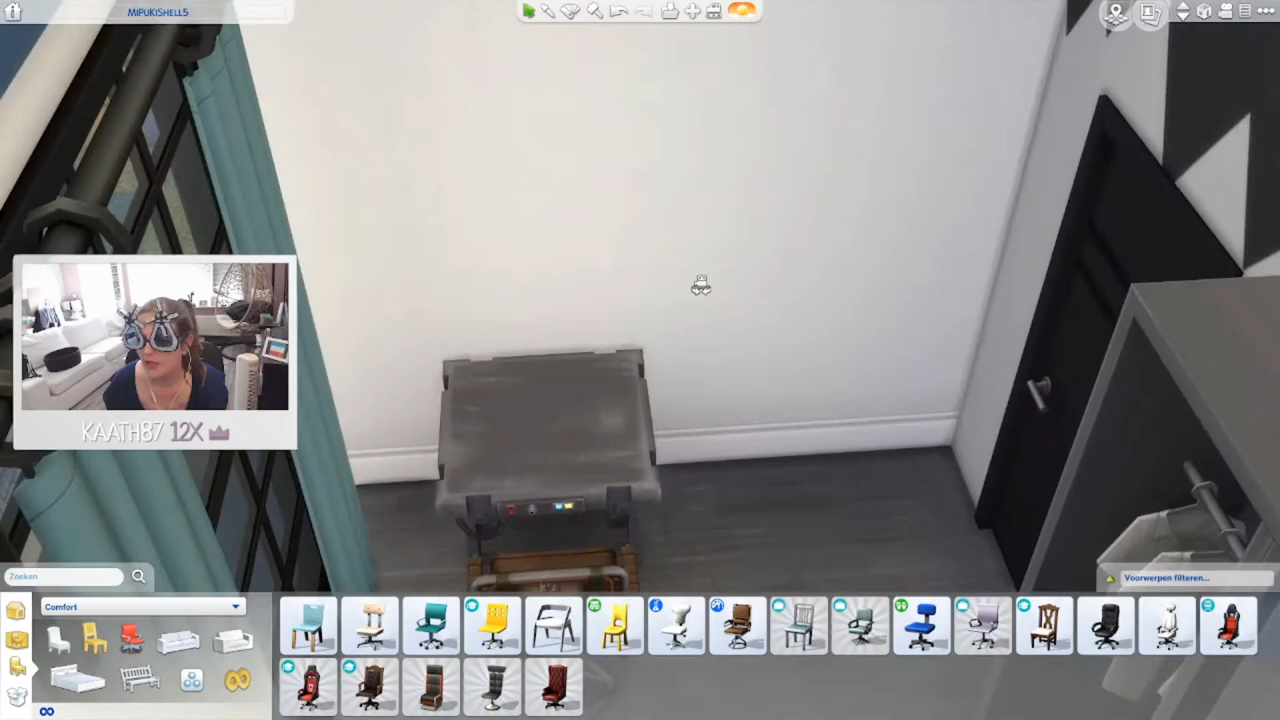 MiPUKiShell5
KAATH87 12X
Zoeken
Comfort
Voorwerpen filteren...